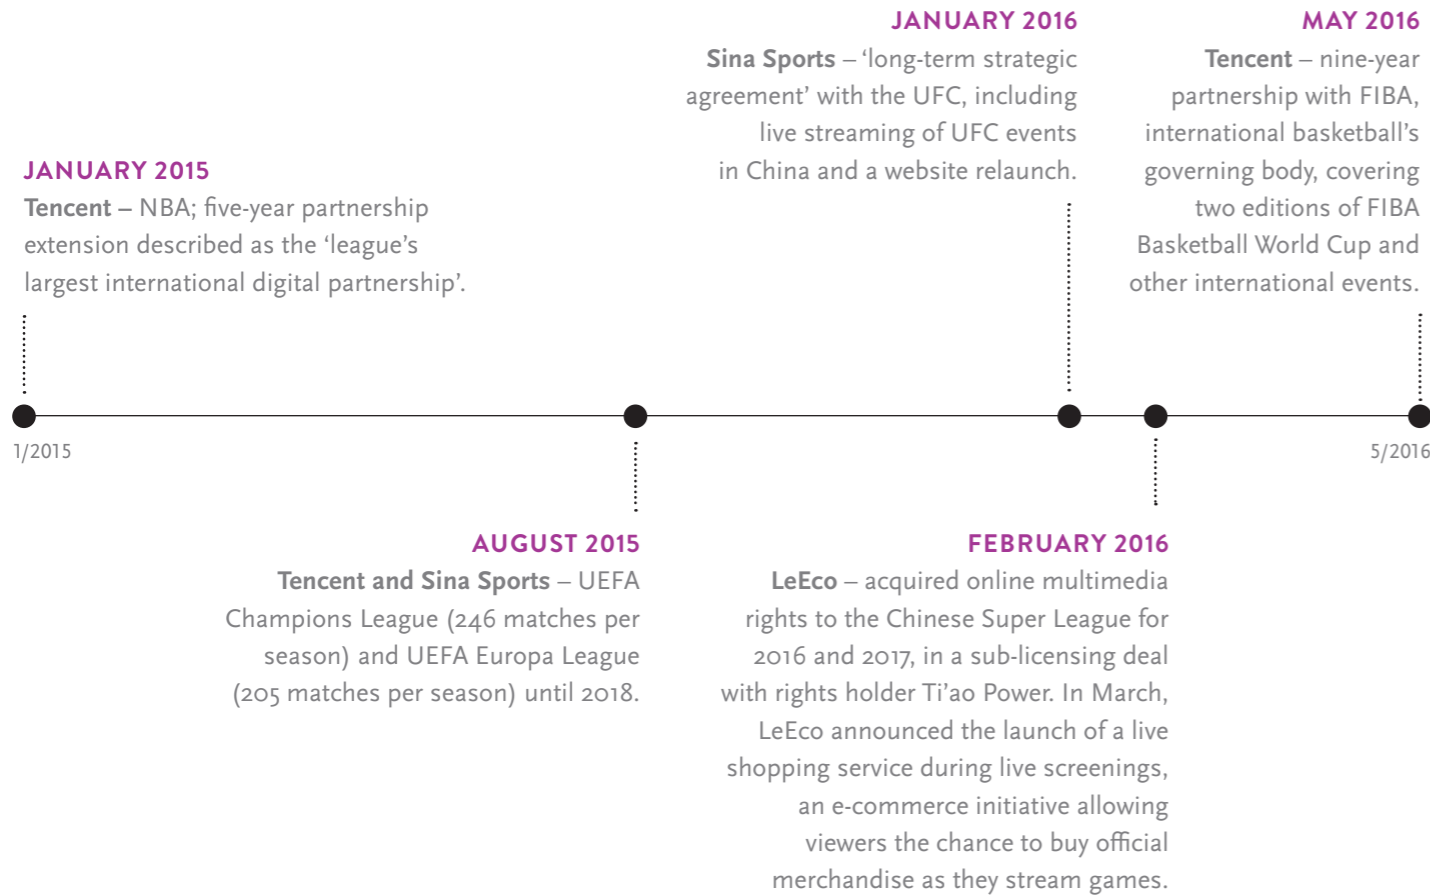 JANUARY 2015
Tencent – NBA; five-year partnership
extension described as the ‘league’s
largest international digital partnership’.
JANUARY 2016
Sina Sports – ‘long-term strategic
agreement’ with the UFC, including
live streaming of UFC events
in China and a website relaunch.
MAY 2016
Tencent – nine-year
partnership with FIBA,
international basketball’s
governing body, covering
two editions of FIBA
Basketball World Cup and
other international events.
1/2015
5/2016
AUGUST 2015
Tencent and Sina Sports – UEFA
Champions League (246 matches per
season) and UEFA Europa League
(205 matches per season) until 2018.
FEBRUARY 2016
LeEco – acquired online multimedia
rights to the Chinese Super League for
2016 and 2017, in a sub-licensing deal
with rights holder Ti’ao Power. In March,
LeEco announced the launch of a live
shopping service during live screenings,
an e-commerce initiative allowing
viewers the chance to buy official
merchandise as they stream games.